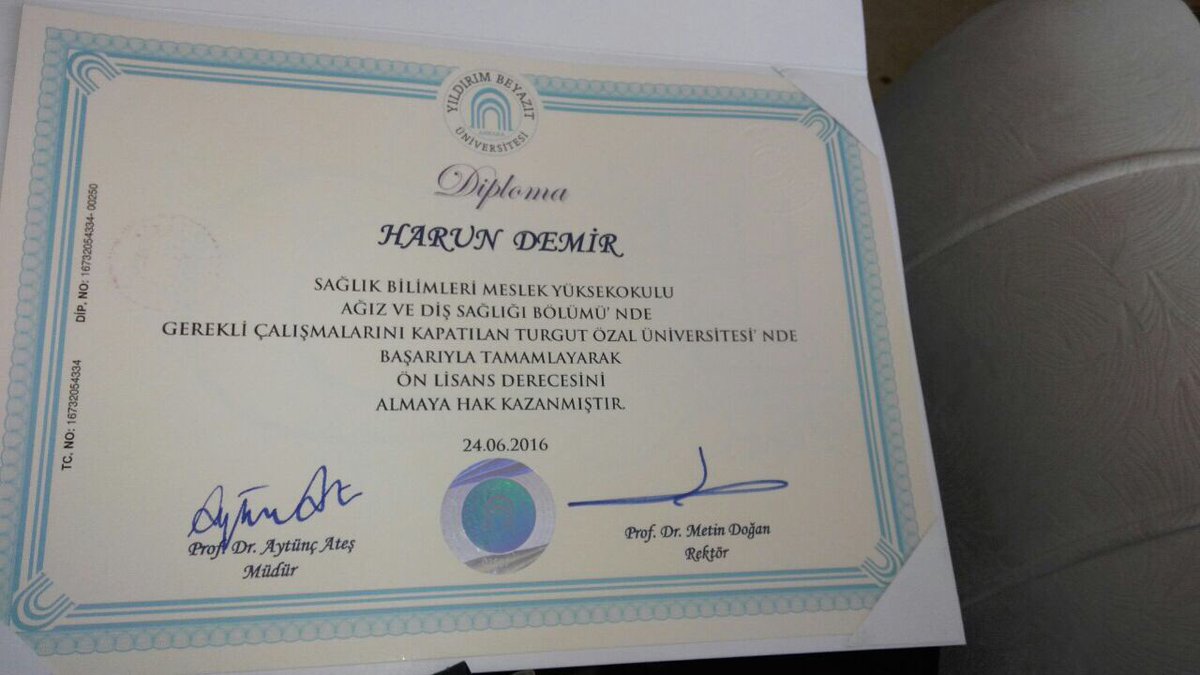 YILDIRIM BEYAZIT
ANKARA
ÜNİVERSİTESİ
Diploma
HARUN DEMİR
SAĞLIK BİLİMLERİ MESLEK YÜKSEKOKULU
AĞIZ VE DİŞ SAĞLIĞI BÖLÜMÜ' NDE
GEREKLİ ÇALIŞMALARINI KAPATILAN TURGUT ÖZAL ÜNİVERSİTESİ' NDE
BAŞARIYLA TAMAMLAYARAK
ÖN LİSANS DERECESİNİ
ALMAYA HAK KAZANMIŞTIR.
24.06.2016
Prof. Dr. Aytünç Ateş
Müdür
Prof. Dr. Metin Doğan
Rektör
TC. NO: 16732054334
DİP. NO: 16732054334- 00250